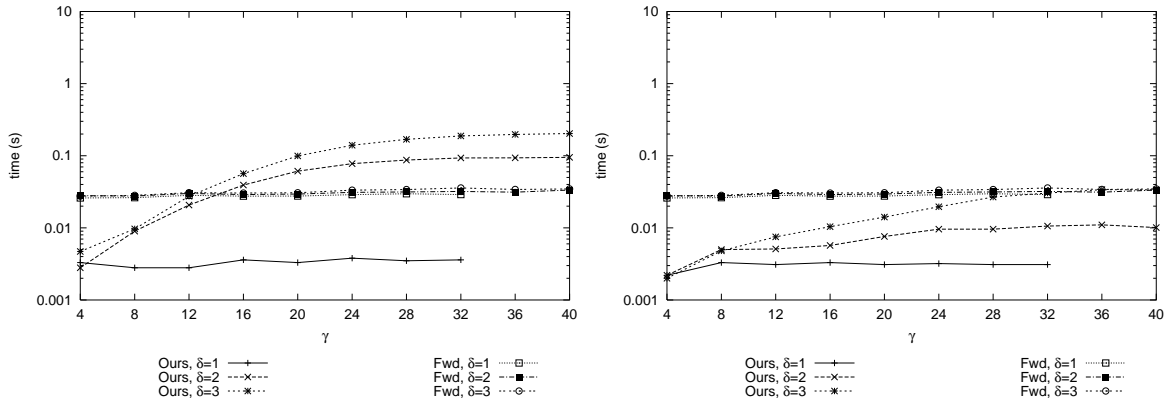 10
1
0.1
0.01
0.001
time (s)
4 8 12 16 20 24 28 32 36 40
γ
Ours, δ=1
Ours, δ=2
Ours, δ=3
Fwd, δ=1
Fwd, δ=2
Fwd, δ=3
10
1
0.1
0.01
0.001
time (s)
4 8 12 16 20 24 28 32 36 40
γ
Ours, δ=1
Ours, δ=2
Ours, δ=3
Fwd, δ=1
Fwd, δ=2
Fwd, δ=3